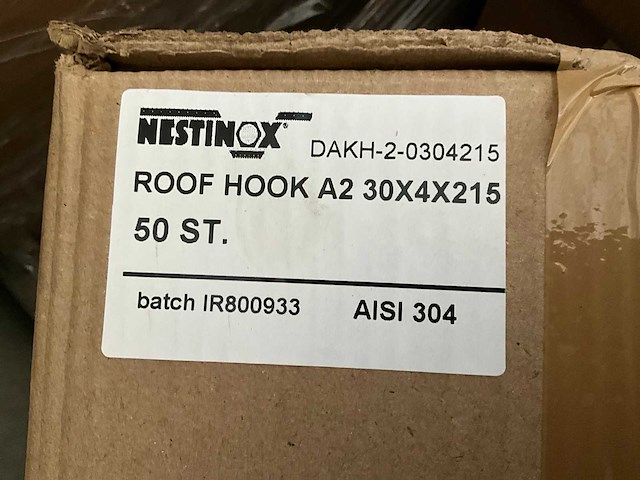 NESTINOX®
DAKH-2-0304215
ROOF HOOK A2 30X4X215
50 ST.
batch IR800933
AISI 304